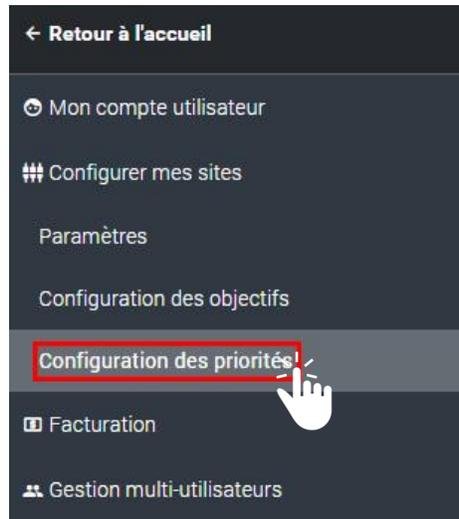 ← Retour à l'accueil
Mon compte utilisateur
Configurer mes sites
Paramètres
Configuration des objectifs
Configuration des priorités
Facturation
Gestion multi-utilisateurs